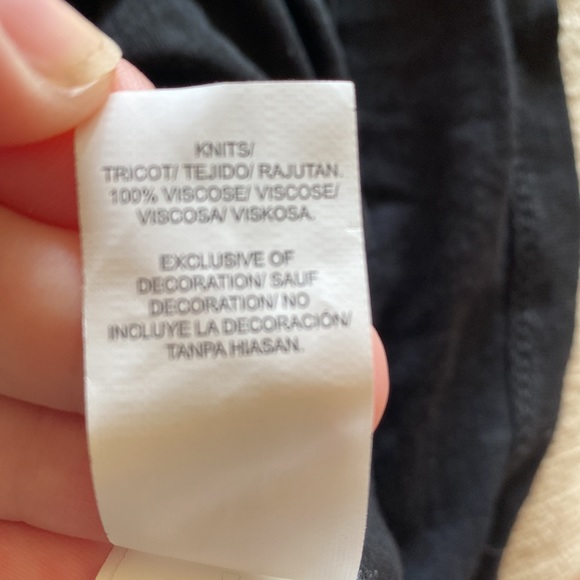 KNITS/
TRICOT/ TEJIDO/ RAJUTAN.
100% VISCOSE/ VISCOSE/
VISCOSA/ VISKOSA.
EXCLUSIVE OF
DECORATION/ SAUF
DECORATION/ NO
INCLUYE LA DECORACIÓN/
TANPA HIASAN.